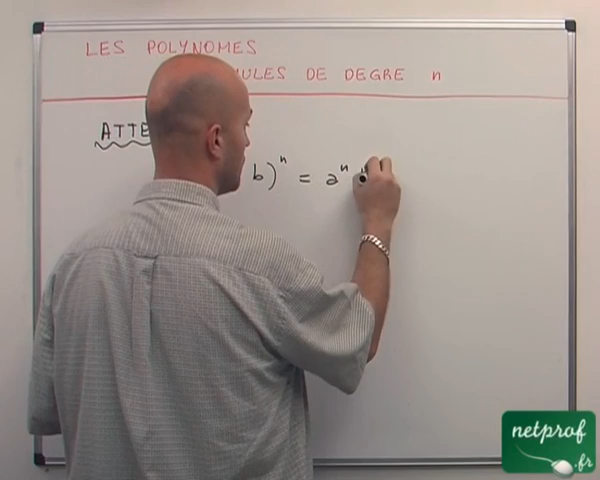 LES POLYNOMES
ULES DE DEGRE n
ATTE
b)ⁿ = aⁿ
netprof
.fr